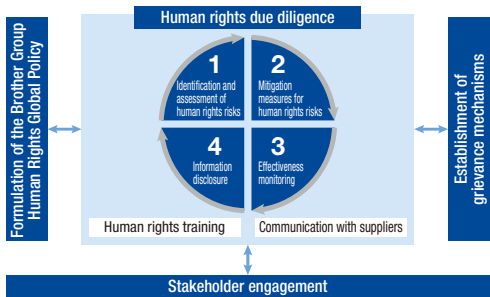 Human rights due diligence
Formulation of the Brother Group
Human Rights Global Policy
1
Identification and
assessment of
human rights risks
2
Mitigation
measures for
human rights risks
4
Information
disclosure
3
Effectiveness
monitoring
Human rights training
Communication with suppliers
Establishment of
grievance mechanisms
Stakeholder engagement